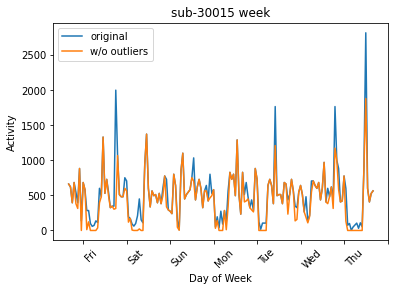 sub-30015 week
original
w/o outliers
Activity
2500
2000
1500
1000
500
0
Fri
Sat
Sun
Mon
Tue
Wed
Thu
Day of Week